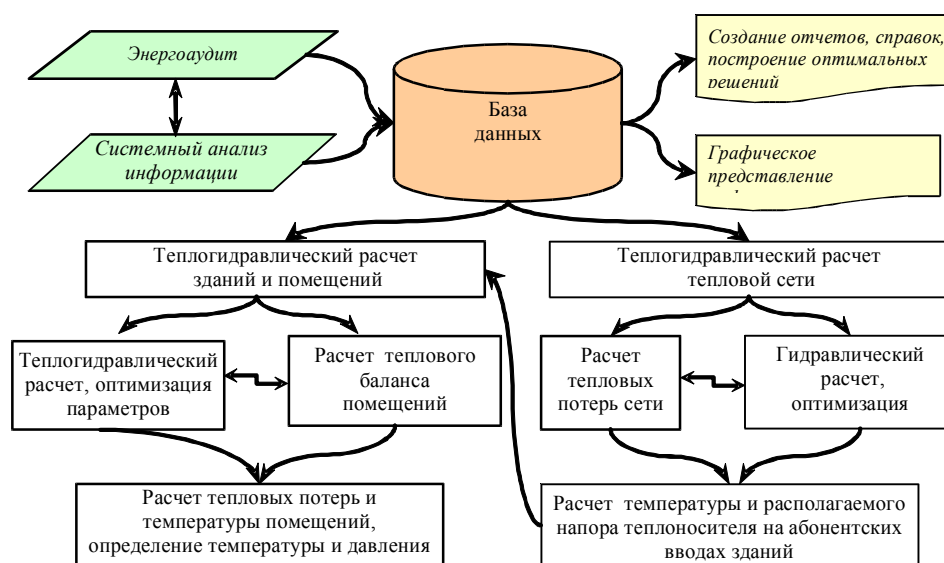 Энергоаудит
Системный анализ
информации
База
данных
Создание отчетов, справок,
построение оптимальных
решений
Графическое
представление
Теплогидравлический расчет
зданий и помещений
Теплогидравлический расчет
тепловой сети
Теплогидравлический
расчет, оптимизация
параметров
Расчет теплового
баланса
помещений
Расчет
тепловых
потерь сети
Гидравлический
расчет,
оптимизация
Расчет тепловых потерь и
температуры помещений,
определение температуры и давления
Расчет температуры и располагаемого
напора теплоносителя на абонентских
вводах зданий